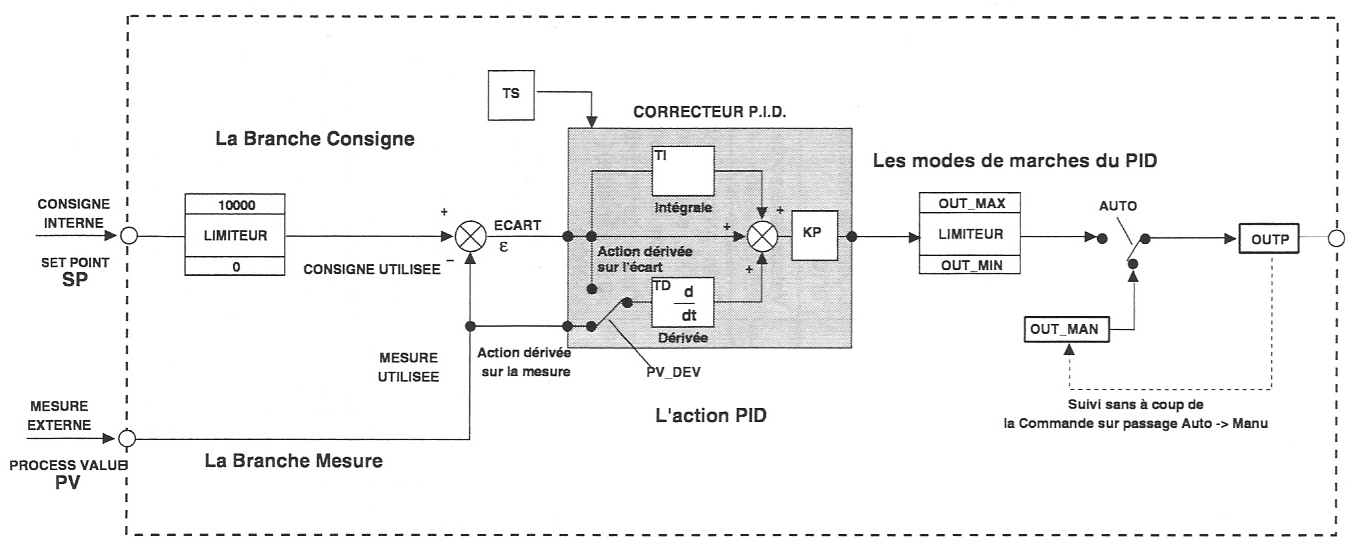 TS
CORRECTEUR P.I.D.
La Branche Consigne
TI
Intégrale
Les modes de marches du PID
CONSIGNE
INTERNE
SET POINT
SP
10000
LIMITEUR
0
+
−
CONSIGNE UTILISEE
ECART
ε
Action dérivée
sur l'écart
+
+
+
KP
OUT_MAX
LIMITEUR
OUT_MIN
AUTO
OUTP
TD
d
dt
Dérivée
OUT_MAN
MESURE
UTILISEE
Action dérivée
sur la mesure
PV_DEV
L'action PID
Suivi sans à coup de
la Commande sur passage Auto -> Manu
MESURE
EXTERNE
PROCESS VALUE
PV
La Branche Mesure